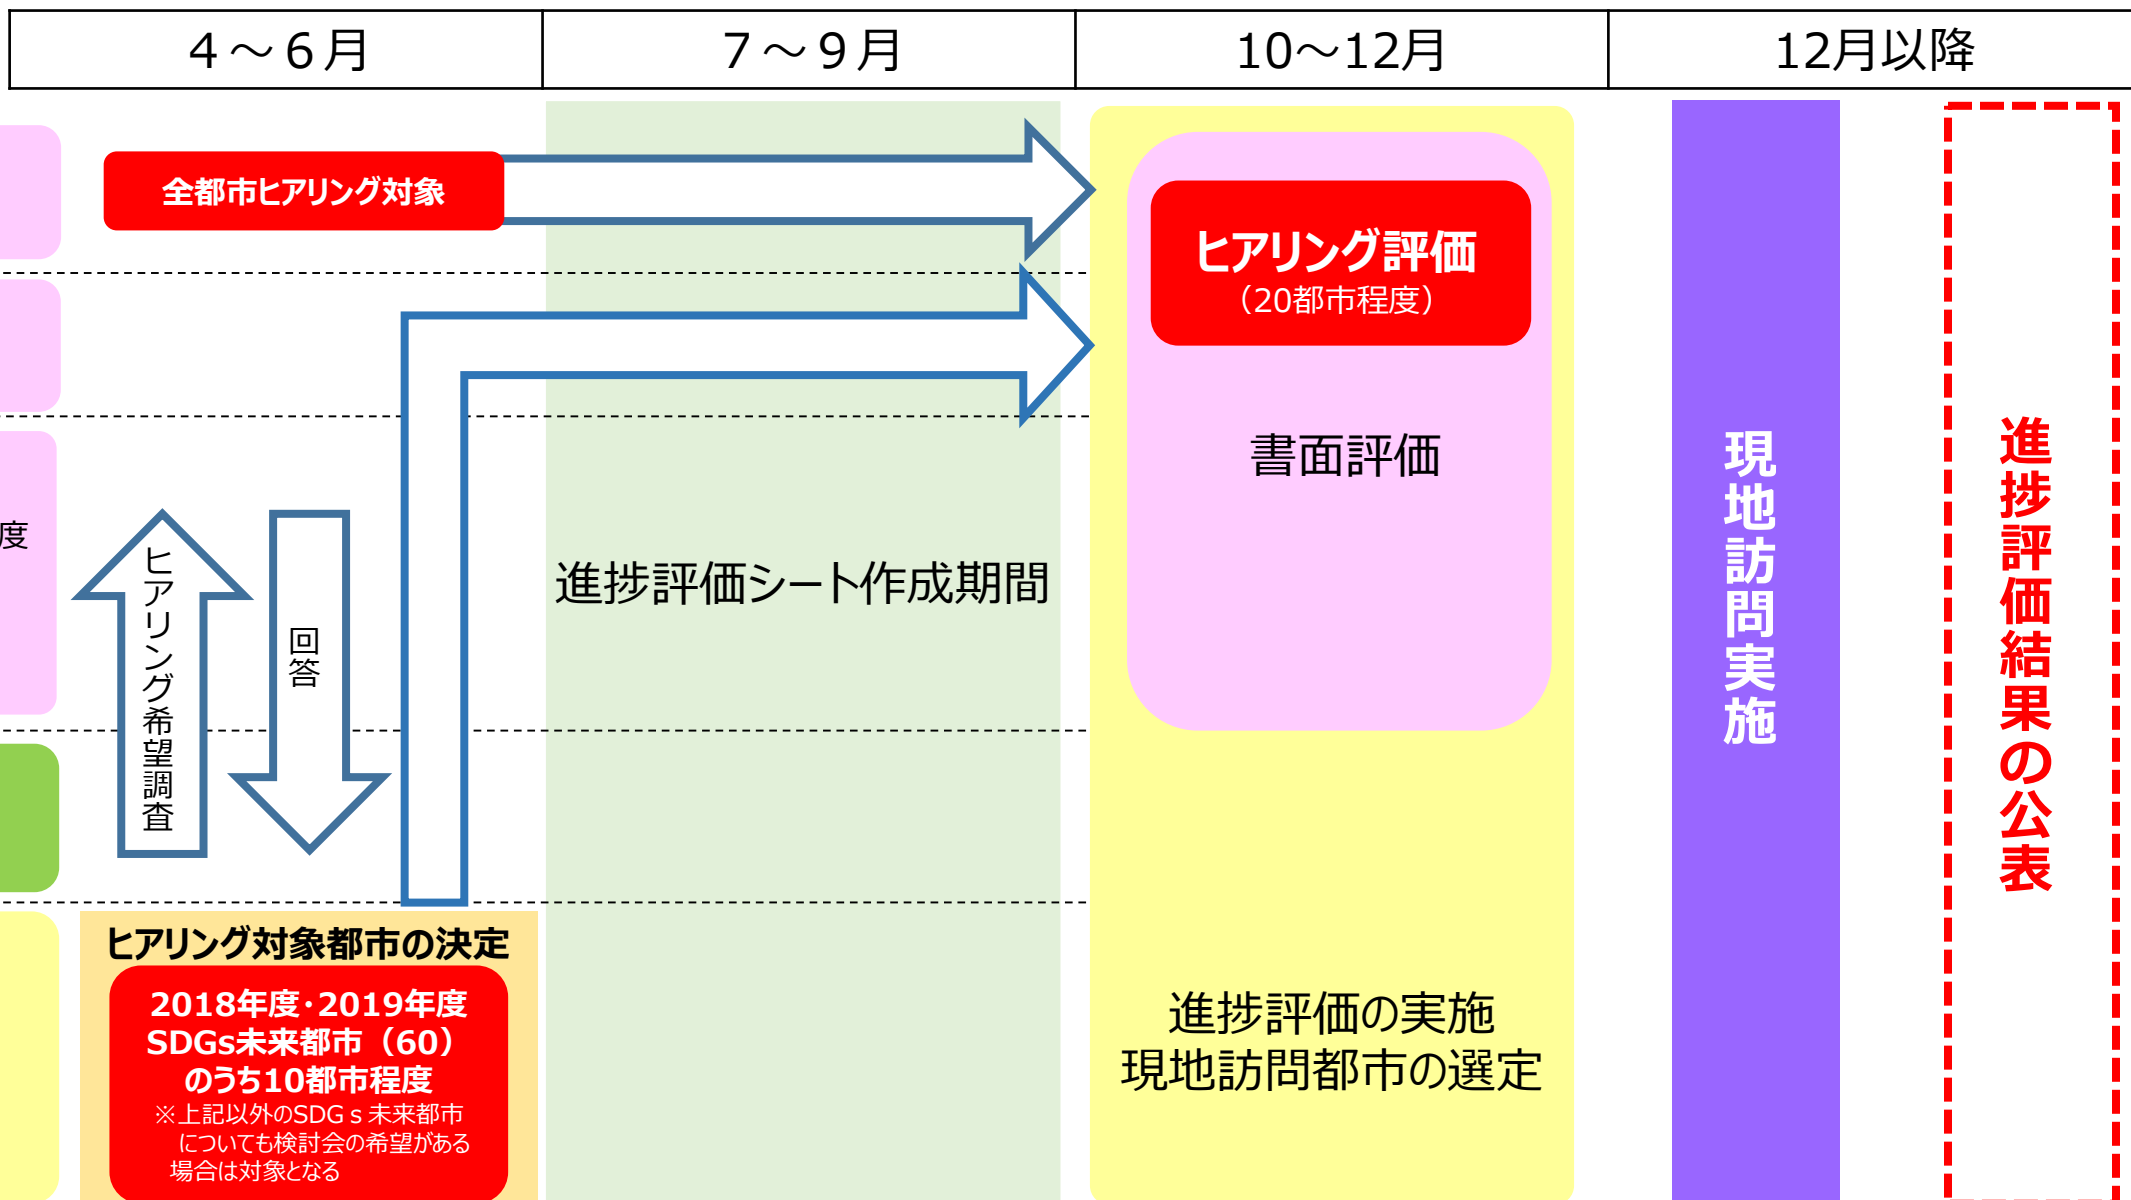 4～6月
7～9月
10～12月
12月以降
全都市ヒアリング対象
ヒアリング評価
（20都市程度）
書面評価
度
ヒアリング希望調査
回答
進捗評価シート作成期間
現地訪問実施
進捗評価結果の公表
ヒアリング対象都市の決定
2018年度・2019年度
SDGs未来都市（60）
のうち10都市程度
※上記以外のSDGｓ未来都市
についても検討会の希望がある
場合は対象となる
進捗評価の実施
現地訪問都市の選定